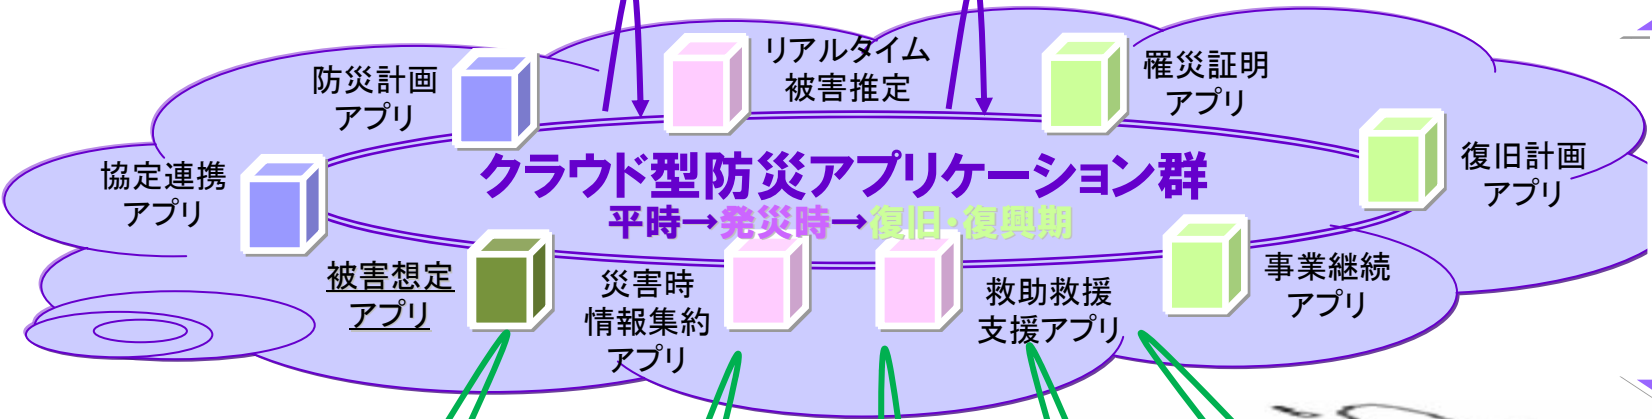 リアルタイム
被害推定
罹災証明
アプリ
防災計画
アプリ
復旧計画
アプリ
協定連携
アプリ
クラウド型防災アプリケーション群
平時→発災時→復旧・復興期
被害想定
アプリ
災害時
情報集約
アプリ
救助救援
支援アプリ
事業継続
アプリ